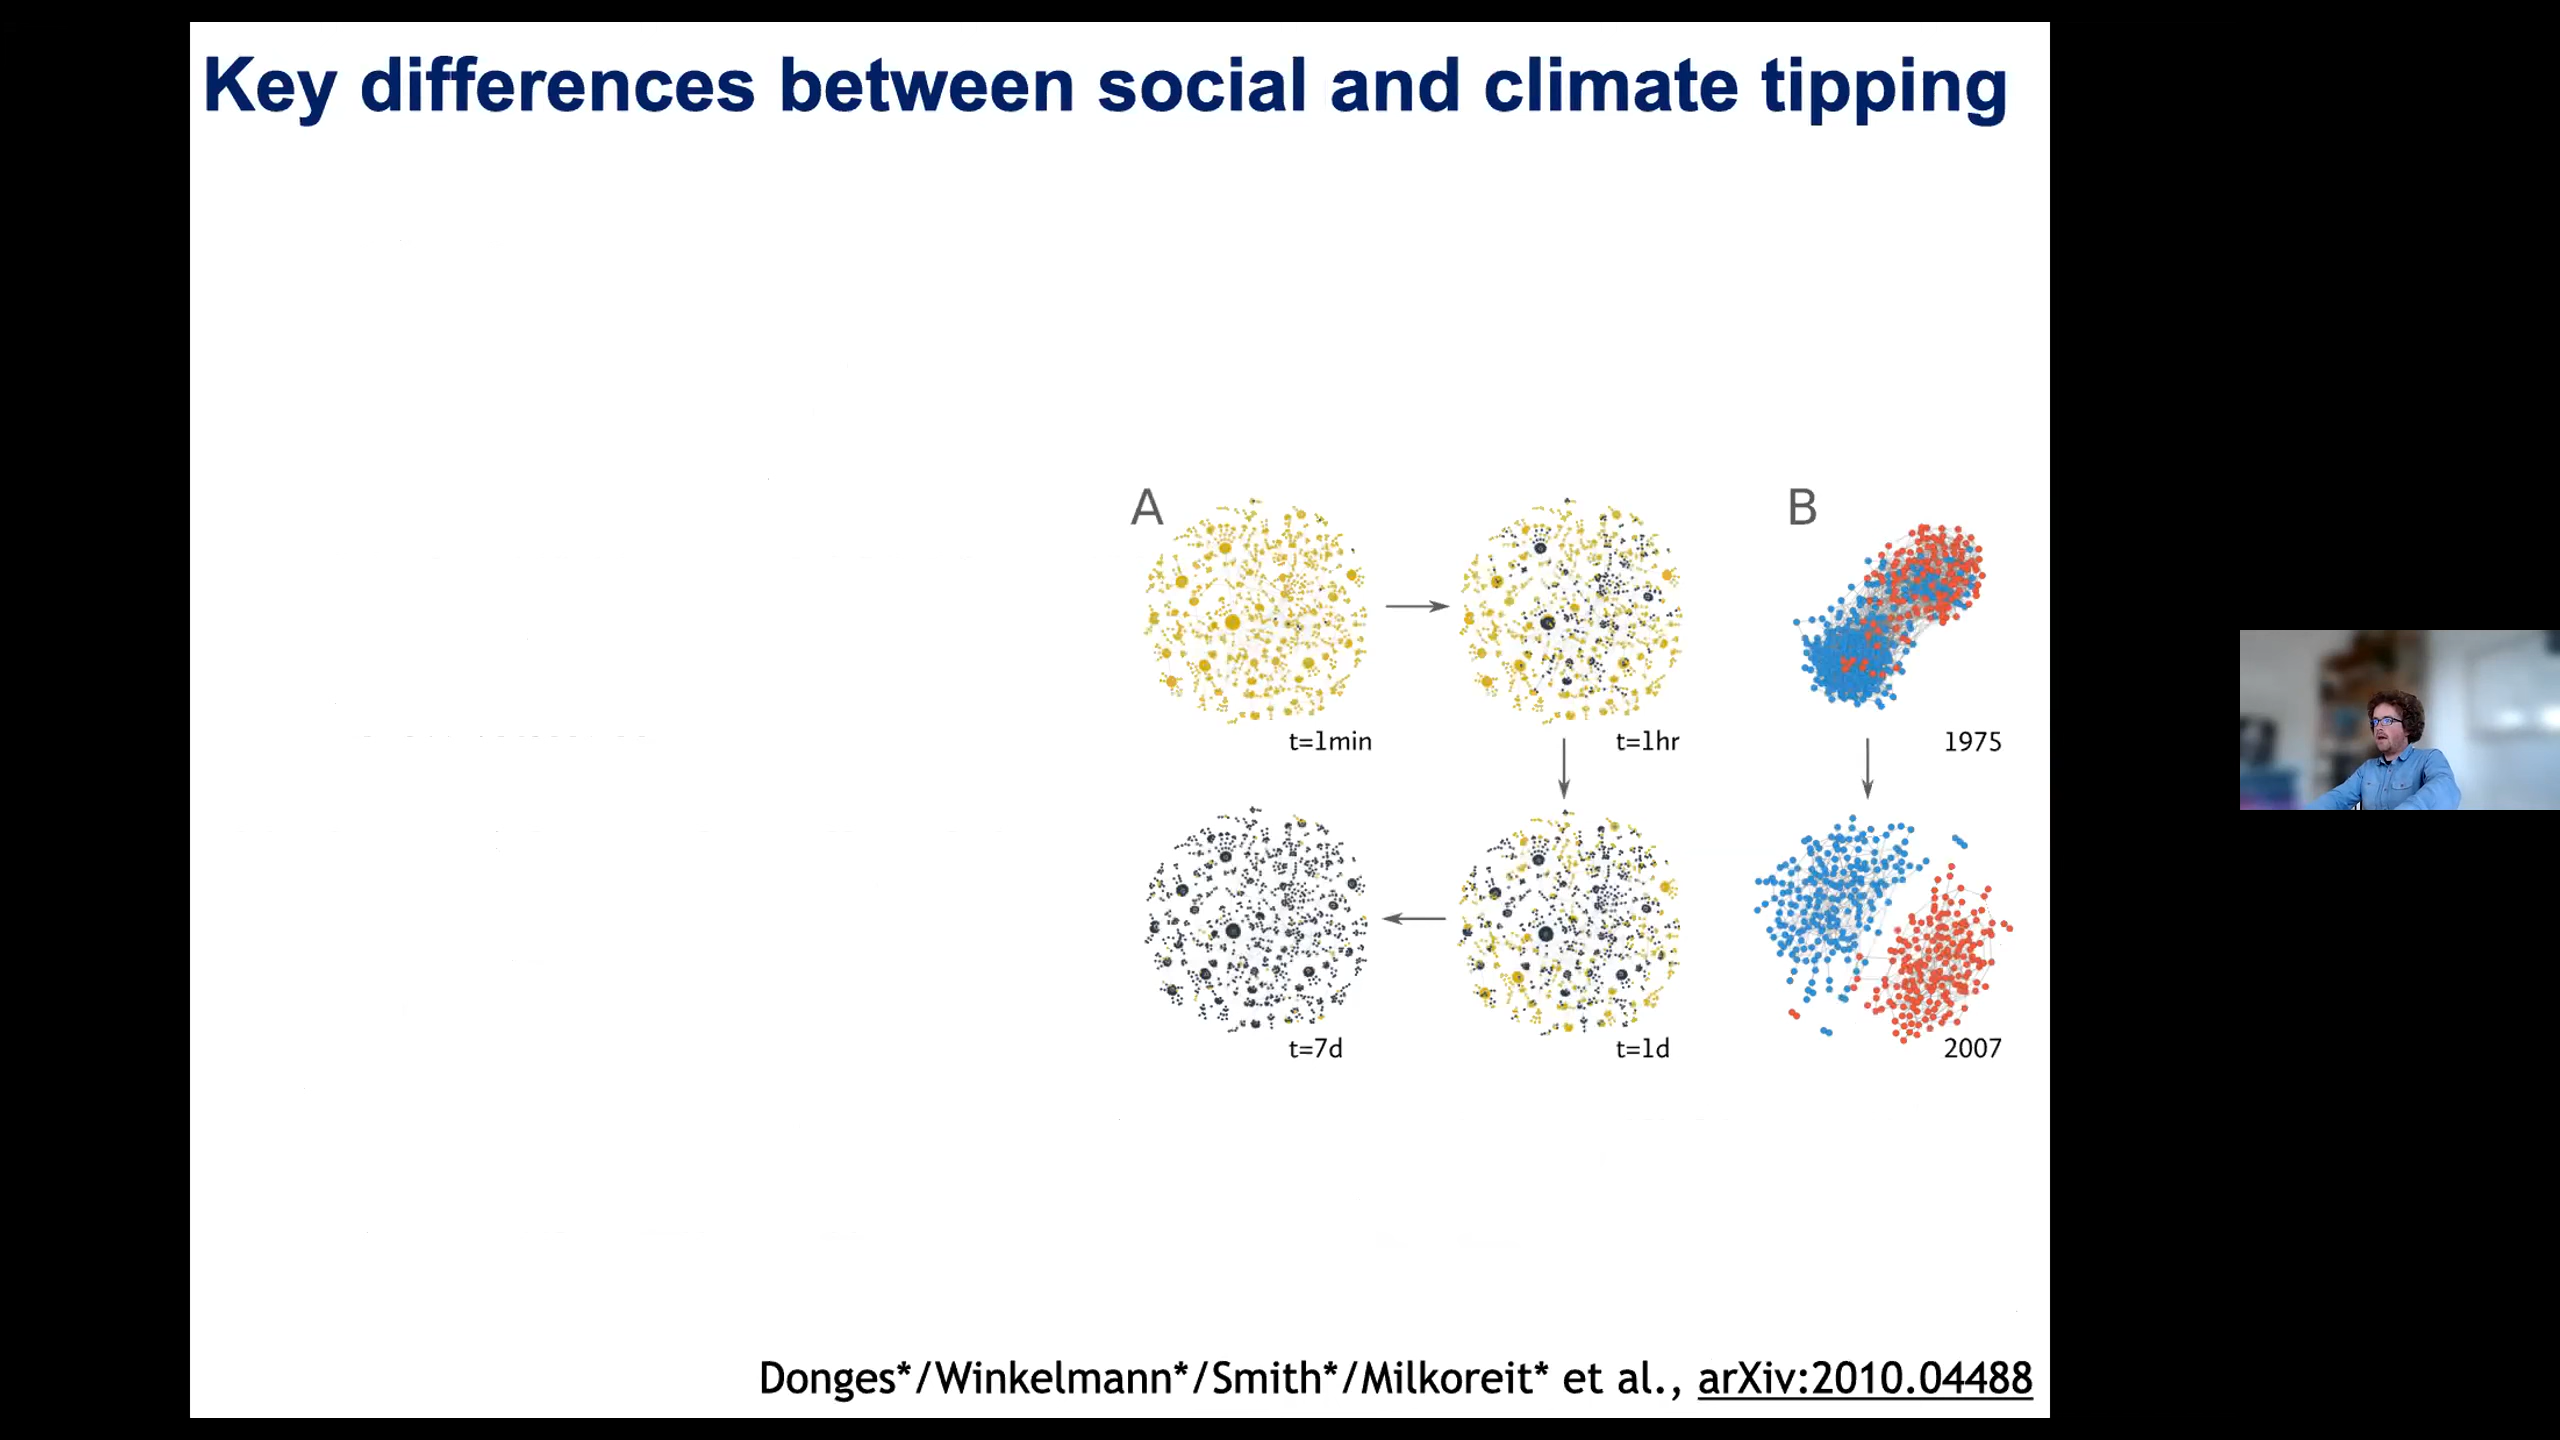 Key differences between social and climate tipping
A
B
t=1min
t=1hr
1975
t=7d
t=1d
2007
Donges*/Winkelmann*/Smith*/Milkoreit* et al., arXiv:2010.04488